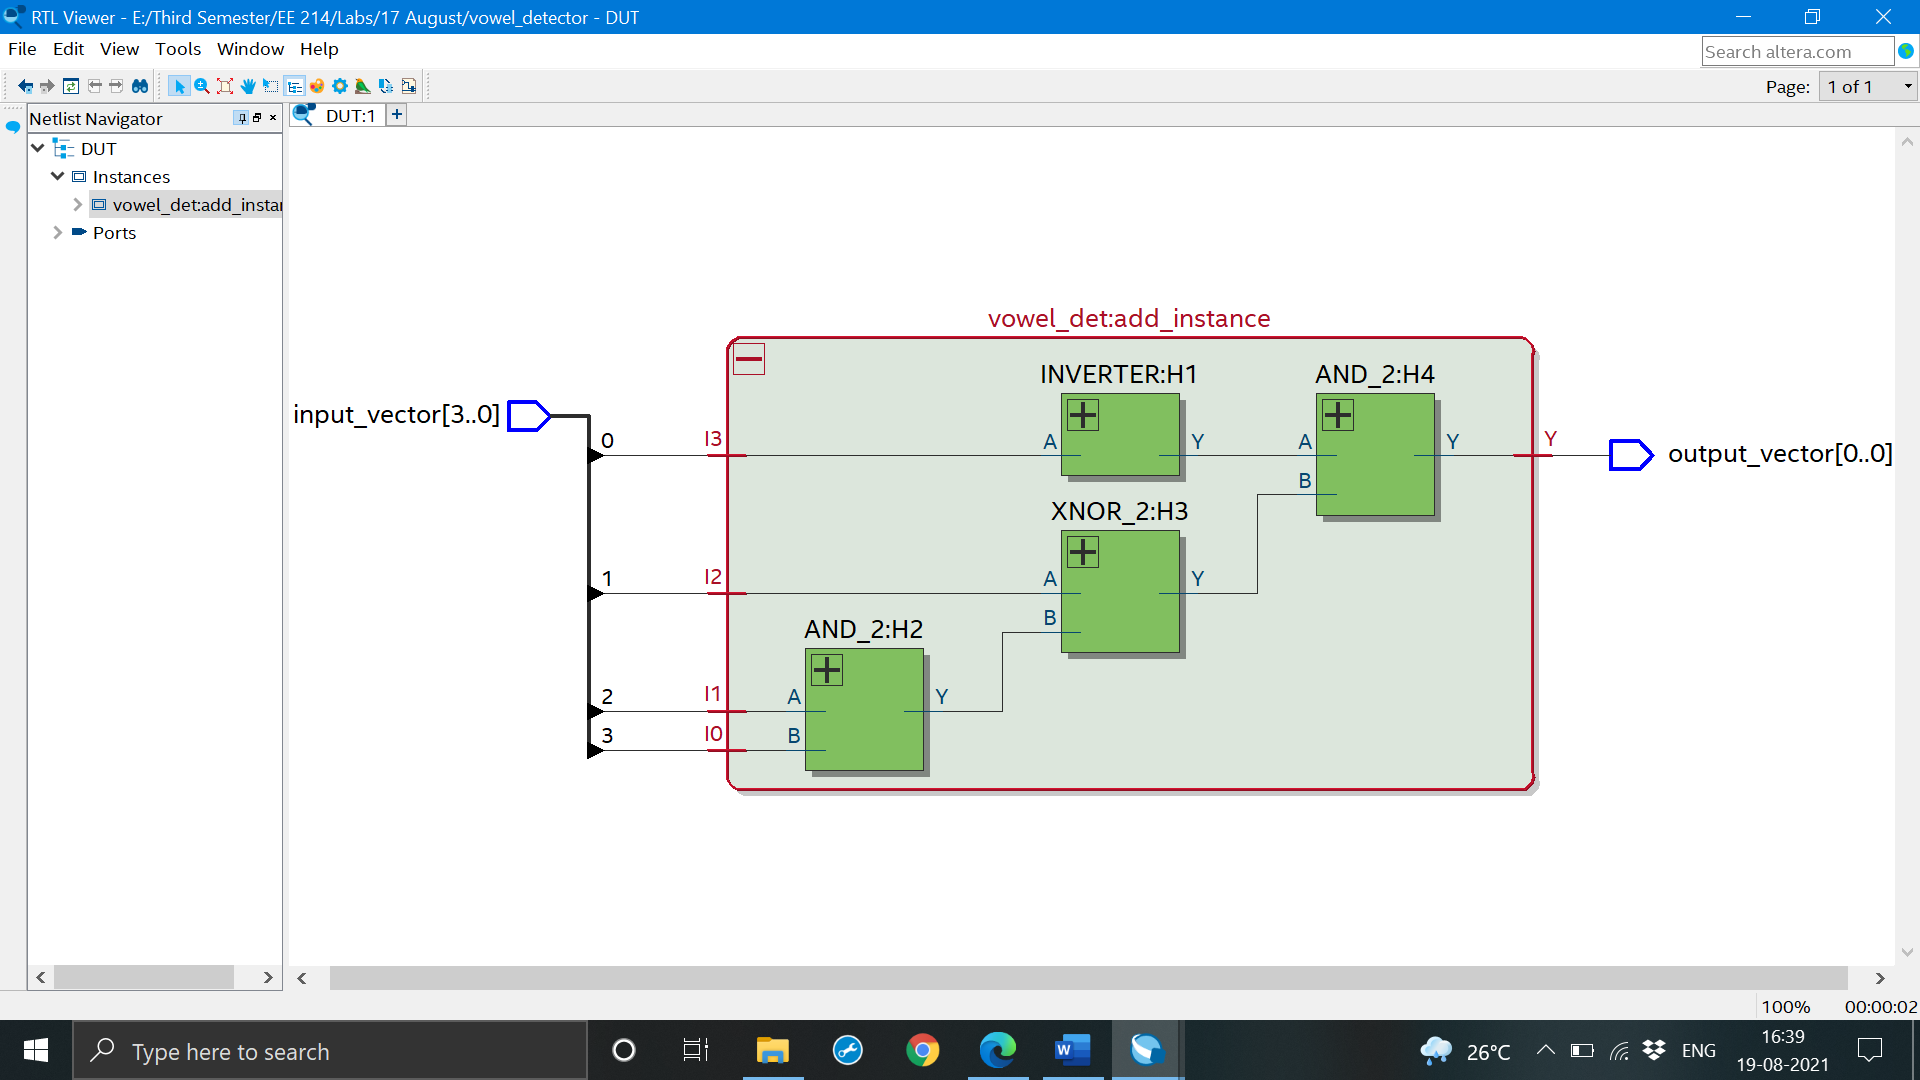 RTL Viewer - E:/Third Semester/EE 214/Labs/17 August/vowel_detector - DUT
File Edit View Tools Window Help
Search altera.com
Page: 1 of 1
Netlist Navigator
DUT
Instances
vowel_det:add_instar
Ports
DUT:1
vowel_det:add_instance
INVERTER:H1
AND_2:H4
input_vector[3..0]
0 I3 A Y A Y Y
output_vector[0..0]
B
XNOR_2:H3
1 I2 A Y
B
AND_2:H2
2 I1 A Y
3 I0 B
100% 00:00:02
Type here to search
W
26°C
ENG
16:39
19-08-2021